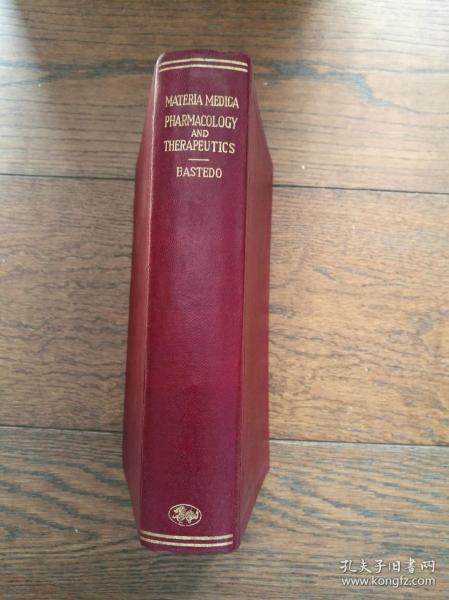 MATERIA MEDICA
PHARMACOLOGY
AND
THERAPEUTICS
BASTEDO
孔夫子旧书网
www.kongfz.com